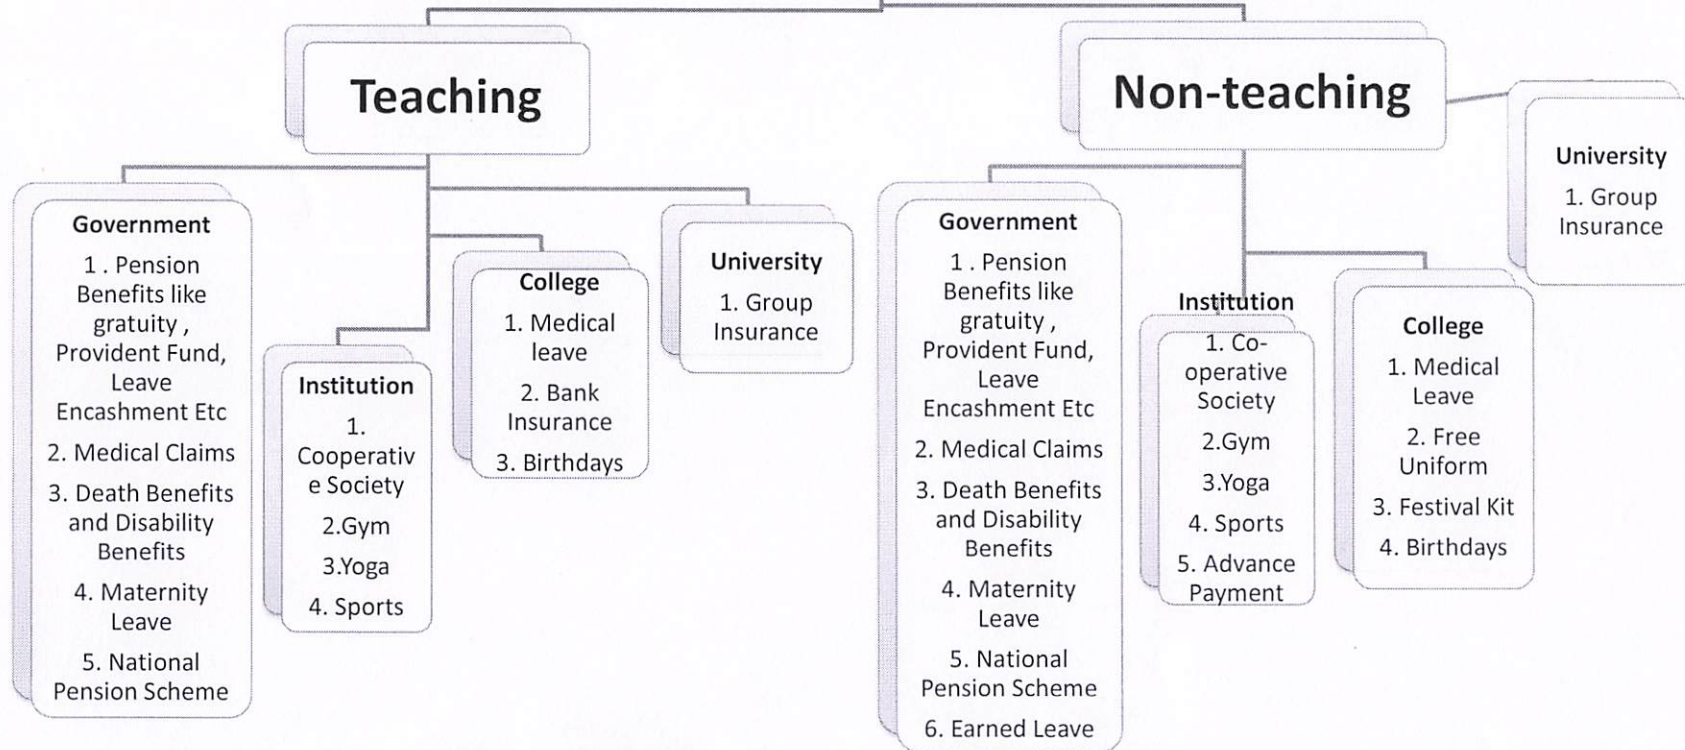 Teaching
Government
1 . Pension
Benefits like
gratuity ,
Provident Fund,
Leave
Encashment Etc
2. Medical Claims
3. Death Benefits
and Disability
Benefits
4. Maternity
Leave
5. National
Pension Scheme
Institution
1.
Cooperativ
e Society
2.Gym
3.Yoga
4. Sports
College
1. Medical
leave
2. Bank
Insurance
3. Birthdays
University
1. Group
Insurance
Non-teaching
Government
1 . Pension
Benefits like
gratuity ,
Provident Fund,
Leave
Encashment Etc
2. Medical Claims
3. Death Benefits
and Disability
Benefits
4. Maternity
Leave
5. National
Pension Scheme
6. Earned Leave
Institution
1. Co-
operative
Society
2.Gym
3.Yoga
4. Sports
5. Advance
Payment
College
1. Medical
Leave
2. Free
Uniform
3. Festival Kit
4. Birthdays
University
1. Group
Insurance